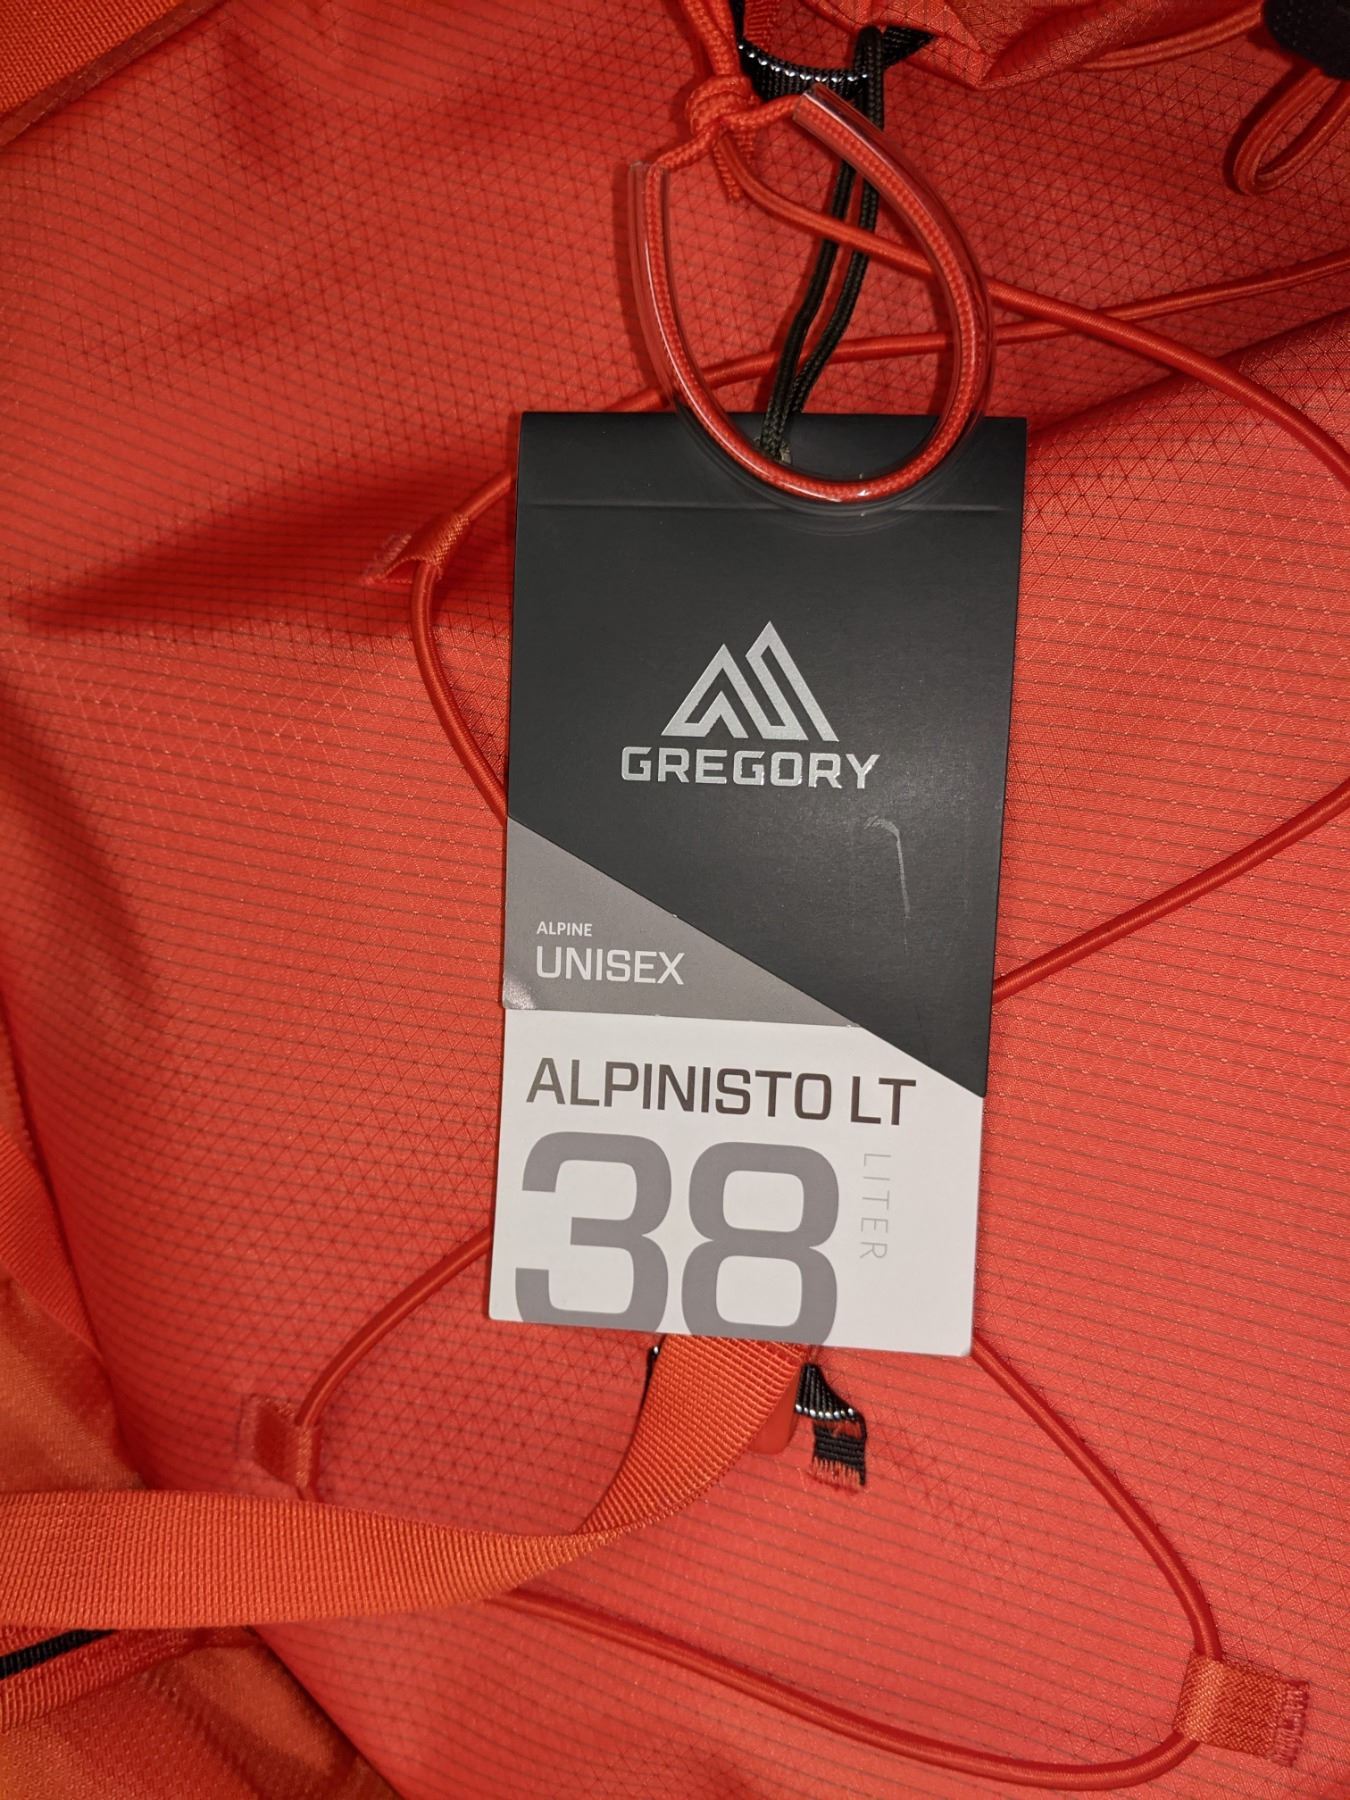 GREGORY
ALPINE
UNISEX
ALPINISTO LT
38
LITER